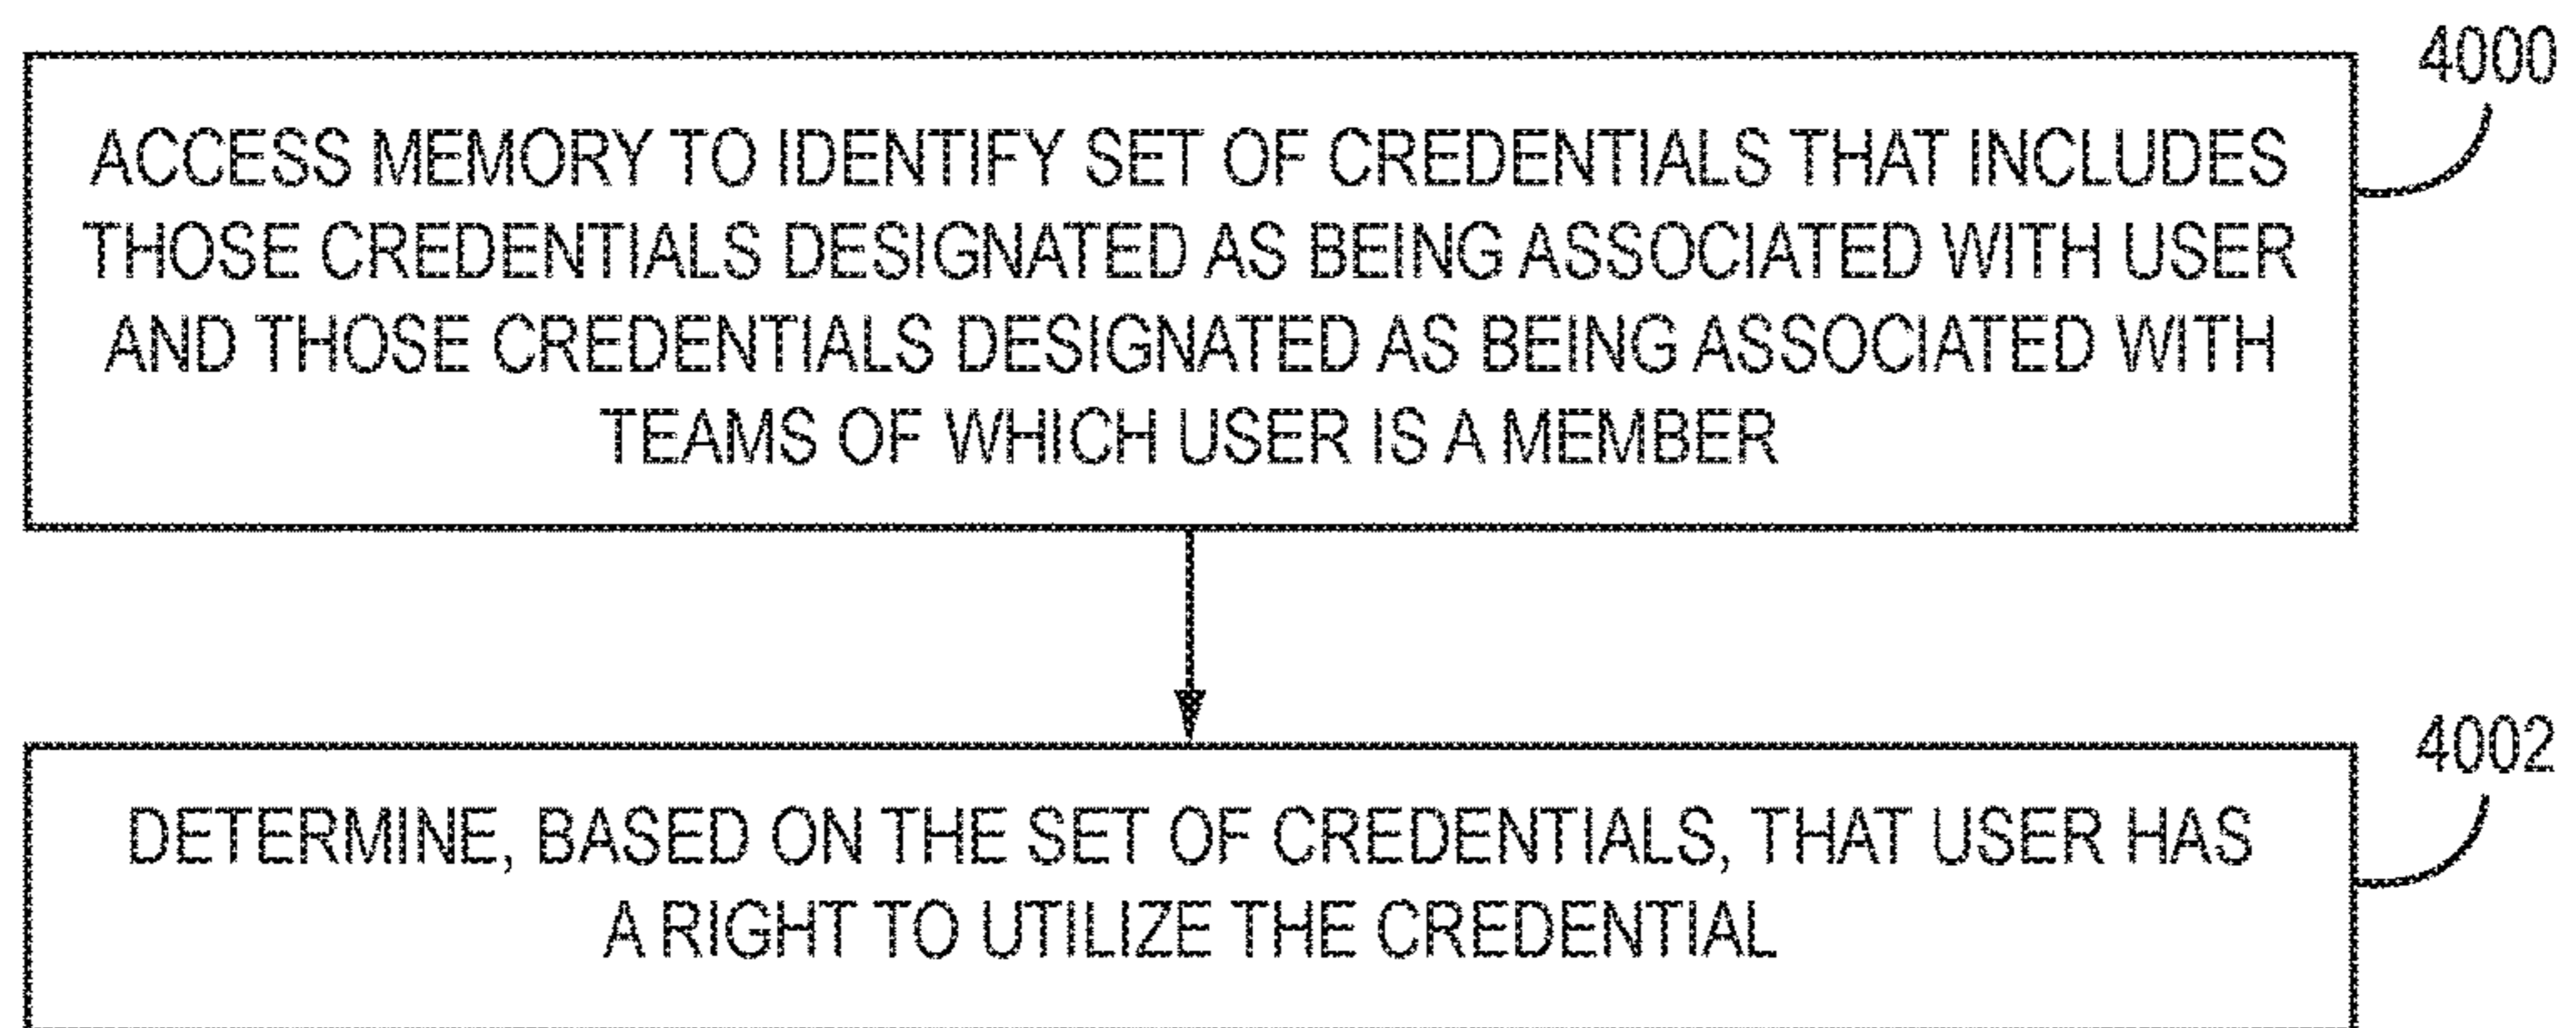 4000
ACCESS MEMORY TO IDENTIFY SET OF CREDENTIALS THAT INCLUDES
THOSE CREDENTIALS DESIGNATED AS BEING ASSOCIATED WITH USER
AND THOSE CREDENTIALS DESIGNATED AS BEING ASSOCIATED WITH
TEAMS OF WHICH USER IS A MEMBER
4002
DETERMINE, BASED ON THE SET OF CREDENTIALS, THAT USER HAS
A RIGHT TO UTILIZE THE CREDENTIAL